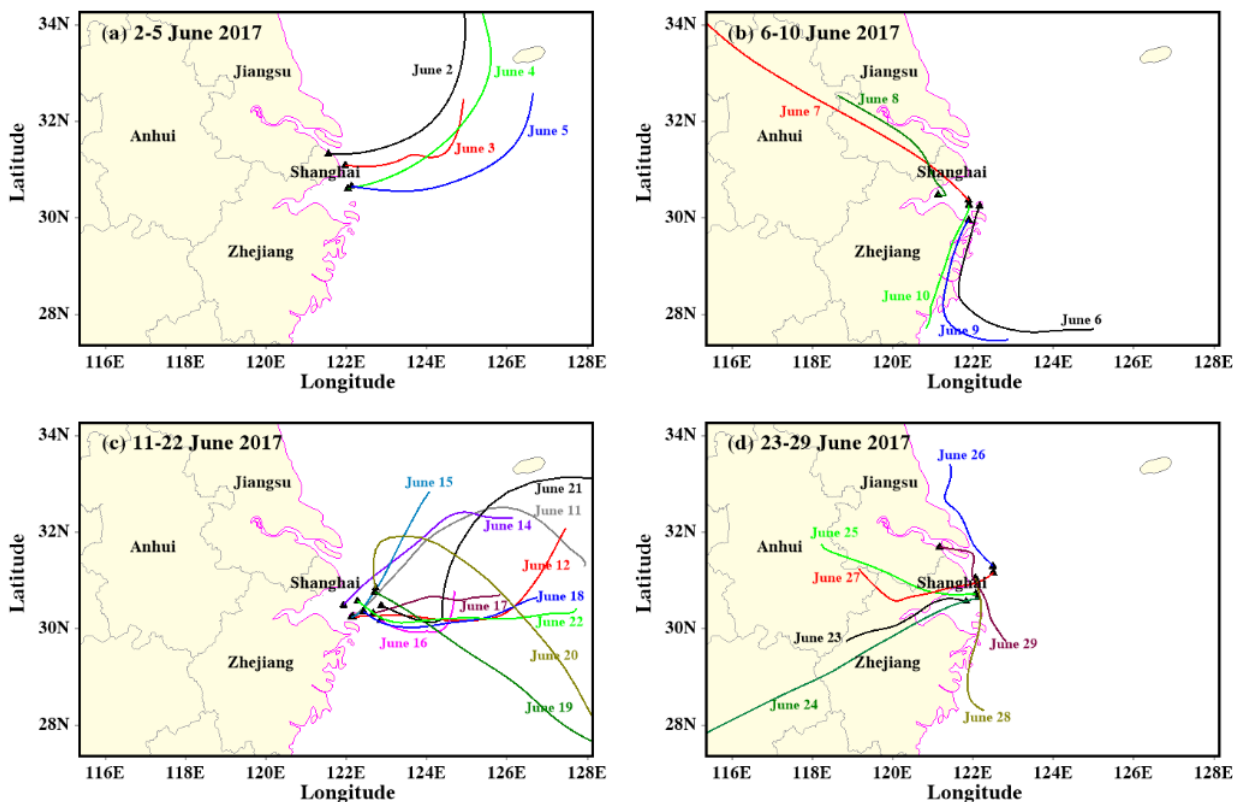 (a) 2-5 June 2017
34N
32N
30N
28N
Latitude
Jiangsu
Anhui
Shanghai
Zhejiang
June 2
June 4
June 3
June 5
116E 118E 120E 122E 124E 126E 128E
Longitude
(b) 6-10 June 2017
34N
32N
30N
28N
Latitude
Jiangsu
Anhui
Shanghai
Zhejiang
June 8
June 7
June 10
June 9
June 6
116E 118E 120E 122E 124E 126E 128E
Longitude
(c) 11-22 June 2017
34N
32N
30N
28N
Latitude
Jiangsu
Anhui
Shanghai
Zhejiang
June 15
June 21
June 11
June 14
June 12
June 18
June 17
June 22
June 16
June 20
June 19
116E 118E 120E 122E 124E 126E 128E
Longitude
(d) 23-29 June 2017
34N
32N
30N
28N
Latitude
Jiangsu
Anhui
Shanghai
Zhejiang
June 26
June 25
June 27
June 23
June 29
June 24
June 28
116E 118E 120E 122E 124E 126E 128E
Longitude